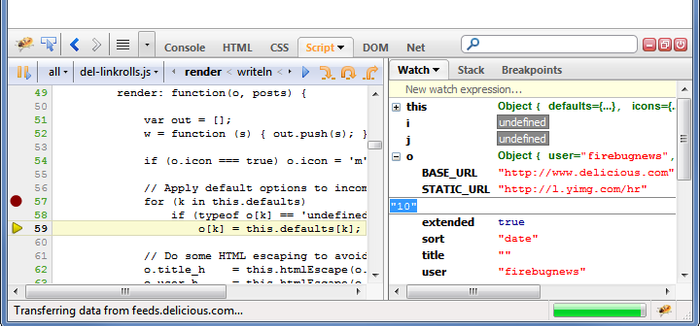 Console HTML CSS Script DOM Net
all del-linkrolls.js render < writeln <
Watch Stack Breakpoints
49 render: function(o, posts) {
50
51 var out = [];
52 w = function (s) { out.push(s); }
53
54 if (o.icon === true) o.icon = 'm'
55
56 // Apply default options to incom
57 for (k in this.defaults)
58 if (typeof o[k] == 'undefined
59 o[k] = this.defaults[k];
60
61 // Do some HTML escaping to avoid
62 o.title_h = this.htmlEscape(o.
63 o.user_h = this.htmlEscape(o.
New watch expression...
this Object { defaults={...}, icons={.
i undefined
j undefined
o Object { user="firebugnews",
BASE_URL "http://www.delicious.com"
STATIC_URL "http://l.yimg.com/hr"
"10"
extended true
sort "date"
title ""
user "firebugnews"
Transferring data from feeds.delicious.com...